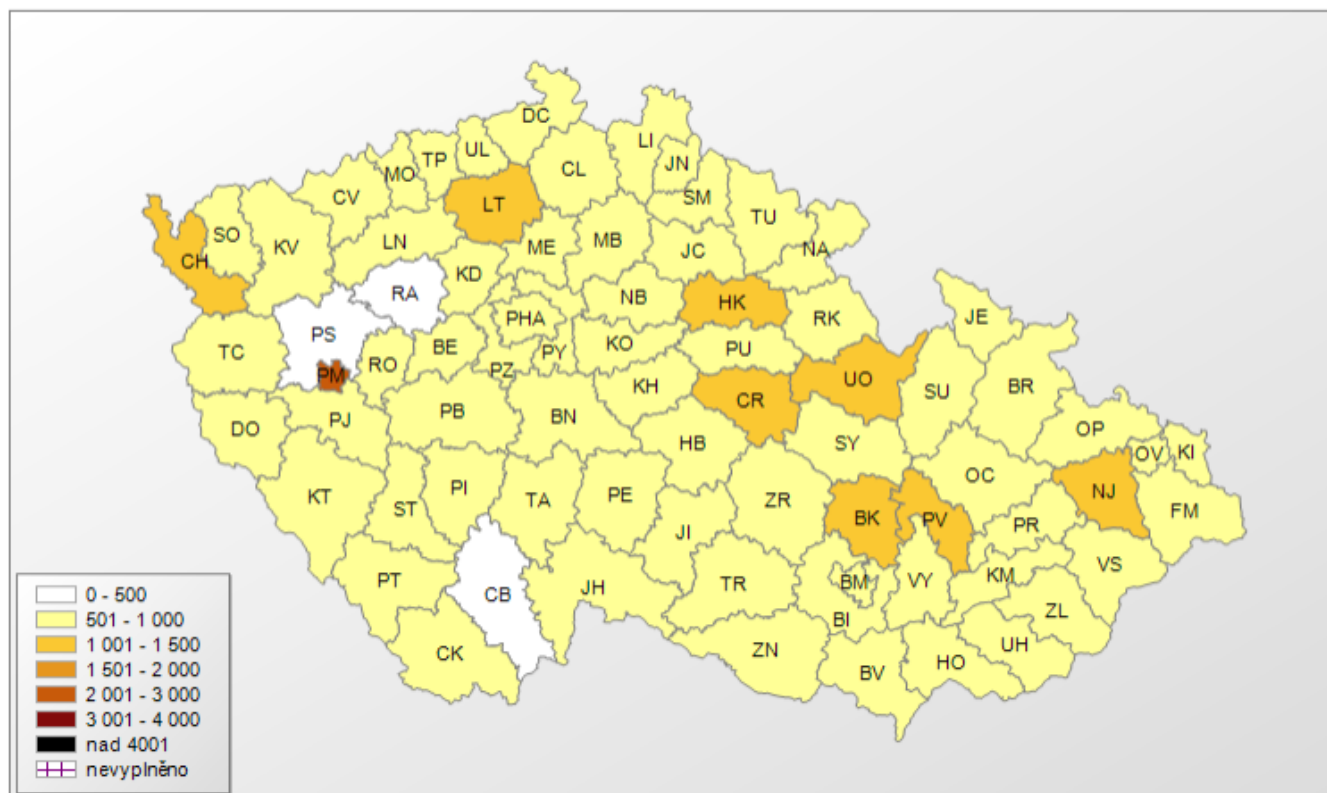 DC
LI
UL
TP
JN
MO
CL
CV
SM
LT
TU
SO
KV
LN
ME
MB
JC
NA
CH
KD
RA
NB
HK
PHA
RK
JE
PS
KO
PU
TC
RO
BE
PY
PZ
UO
PM
KH
CR
SU
BR
DO
PJ
PB
BN
HB
SY
OP
OV
KI
OC
KT
ST
PI
TA
PE
ZR
NJ
FM
BK
PV
PR
JI
VS
PT
CB
JH
TR
BM
VY
KM
ZL
BI
CK
ZN
BV
HO
UH
0 - 500
501 - 1 000
1 001 - 1 500
1 501 - 2 000
2 001 - 3 000
3 001 - 4 000
nad 4001
nevyplněno